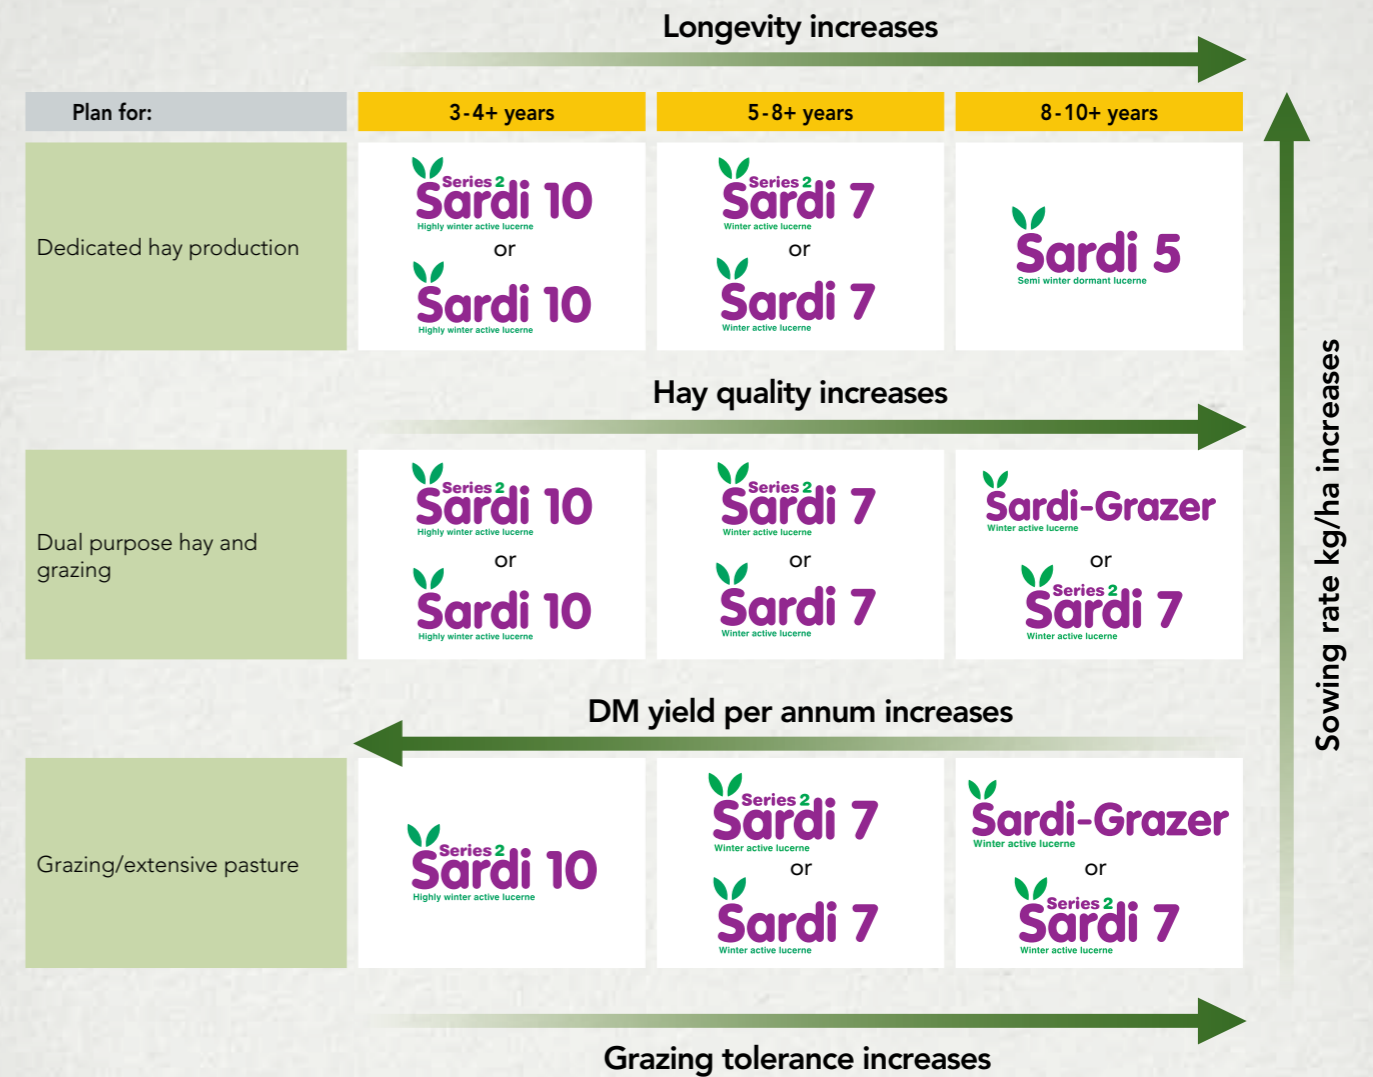 Longevity increases
Plan for:
3-4+ years
5-8+ years
8-10+ years
Dedicated hay production
Series 2
Sardi 10
Highly winter active lucerne
or
Sardi 10
Highly winter active lucerne
Series 2
Sardi 7
Winter active lucerne
or
Sardi 7
Winter active lucerne
Sardi 5
Semi winter dormant lucerne
Hay quality increases
Dual purpose hay and
grazing
Series 2
Sardi 10
Highly winter active lucerne
or
Sardi 10
Highly winter active lucerne
Series 2
Sardi 7
Winter active lucerne
or
Sardi 7
Winter active lucerne
Sardi-Grazer
Winter active lucerne
or
Series 2
Sardi 7
Winter active lucerne
DM yield per annum increases
Grazing/extensive pasture
Series 2
Sardi 10
Highly winter active lucerne
Series 2
Sardi 7
Winter active lucerne
or
Sardi 7
Winter active lucerne
Sardi-Grazer
Winter active lucerne
or
Series 2
Sardi 7
Winter active lucerne
Grazing tolerance increases
Sowing rate kg/ha increases